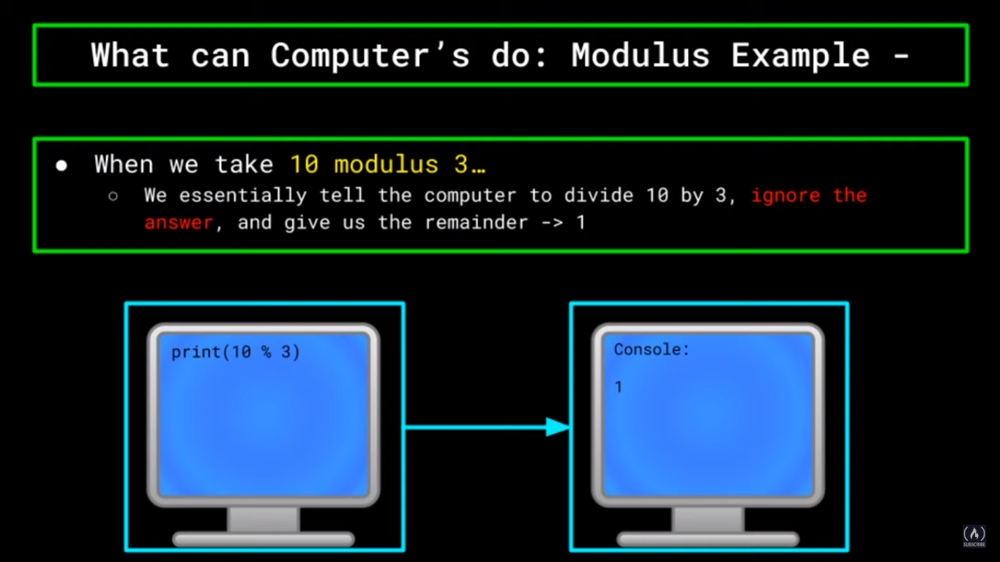 What can Computer’s do: Modulus Example -
● When we take 10 modulus 3…
○ We essentially tell the computer to divide 10 by 3, ignore the
answer, and give us the remainder -> 1
print(10 % 3)
Console:
1
SUBSCRIBE